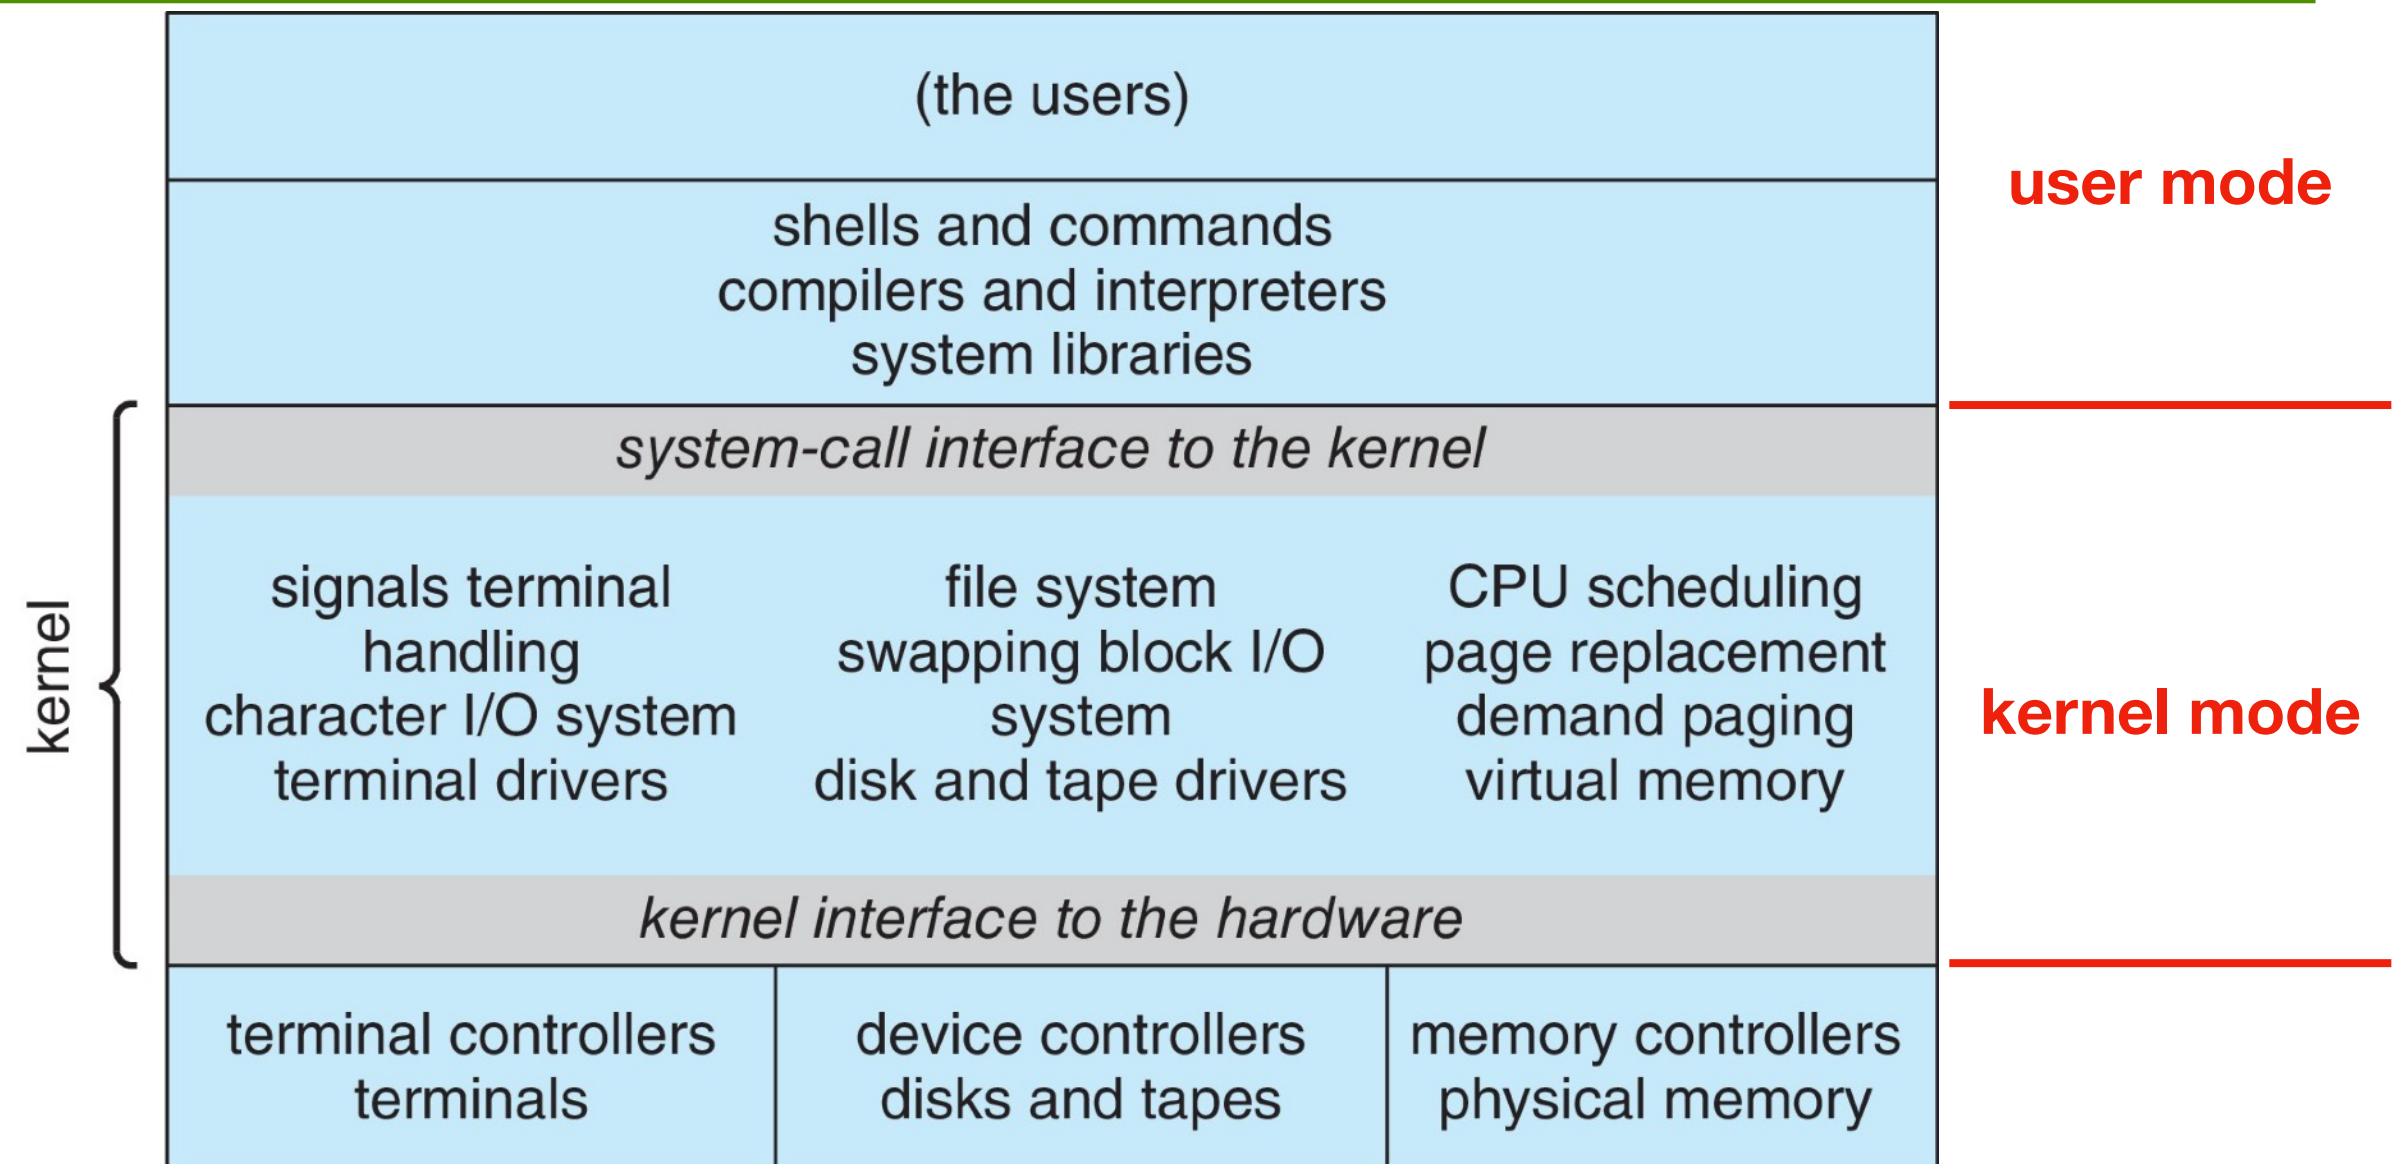 (the users)
user mode
shells and commands
compilers and interpreters
system libraries
system-call interface to the kernel
kernel
signals terminal
handling
character I/O system
terminal drivers
file system
swapping block I/O
system
disk and tape drivers
CPU scheduling
page replacement
demand paging
virtual memory
kernel mode
kernel interface to the hardware
terminal controllers
terminals
device controllers
disks and tapes
memory controllers
physical memory